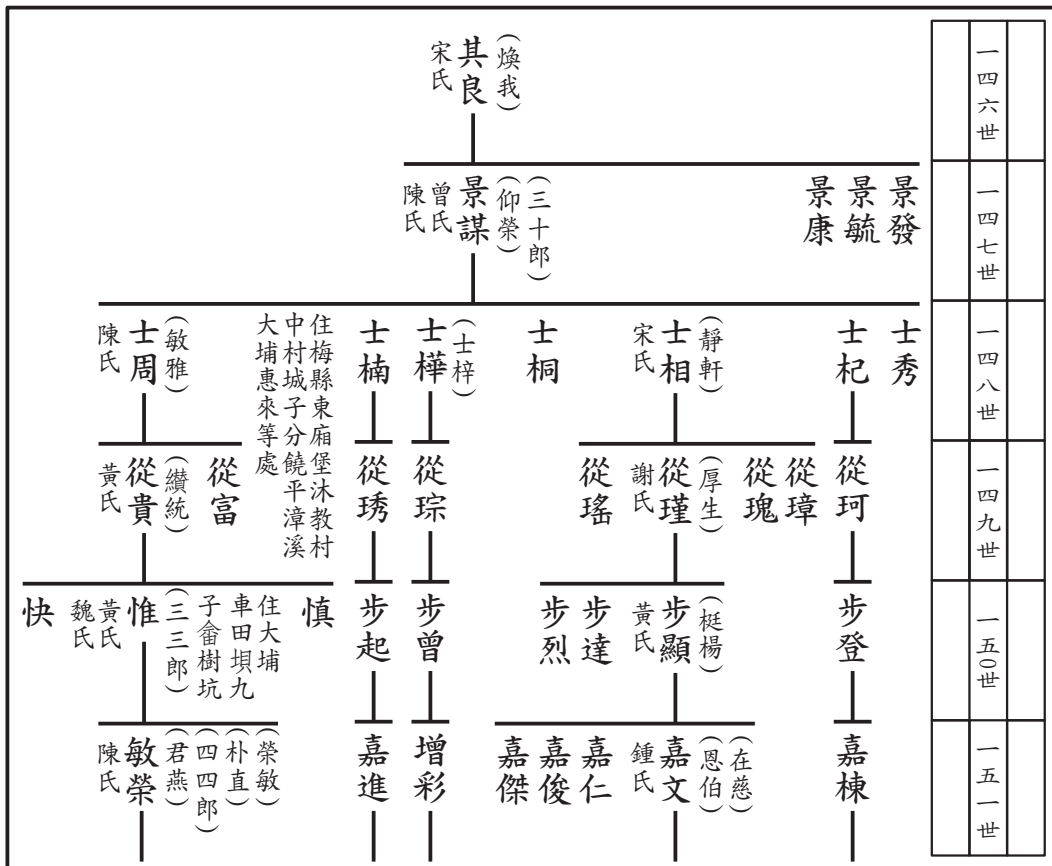 一四六世
一四七世
一四八世
一四九世
一五〇世
一五一世
(煥我)
其良
宋氏
景發
景毓
景康
(三十郎)
(仰榮)
景謀
曾氏
陳氏
士秀
士杞
(靜軒)
士相
宋氏
士桐
(士梓)
士樺
士楠
住梅縣東廂堡沐教村
中村城子分饒平漳溪
大埔惠來等處
(敏雅)
士周
陳氏
從珂
從璋
從瑰
(厚生)
從瑾
謝氏
從瑤
從琮
從琇
從富
(纘統)
從貴
黃氏
步登
(梃楊)
步顯
黃氏
步達
步烈
步曾
步起
慎
住大埔
車田垻九
子畬樹坑
(三三郎)
惟
黃氏
魏氏
快
嘉棟
(在慈)
(恩伯)
嘉文
鍾氏
嘉仁
嘉俊
嘉傑
增彩
嘉進
(榮敏)
(朴直)
(四四郎)
(君燕)
敏榮
陳氏